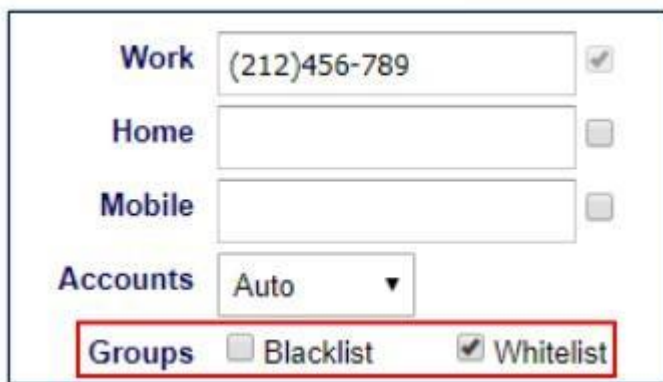 Work (212)456-789
Home
Mobile
Accounts Auto
Groups Blacklist Whitelist